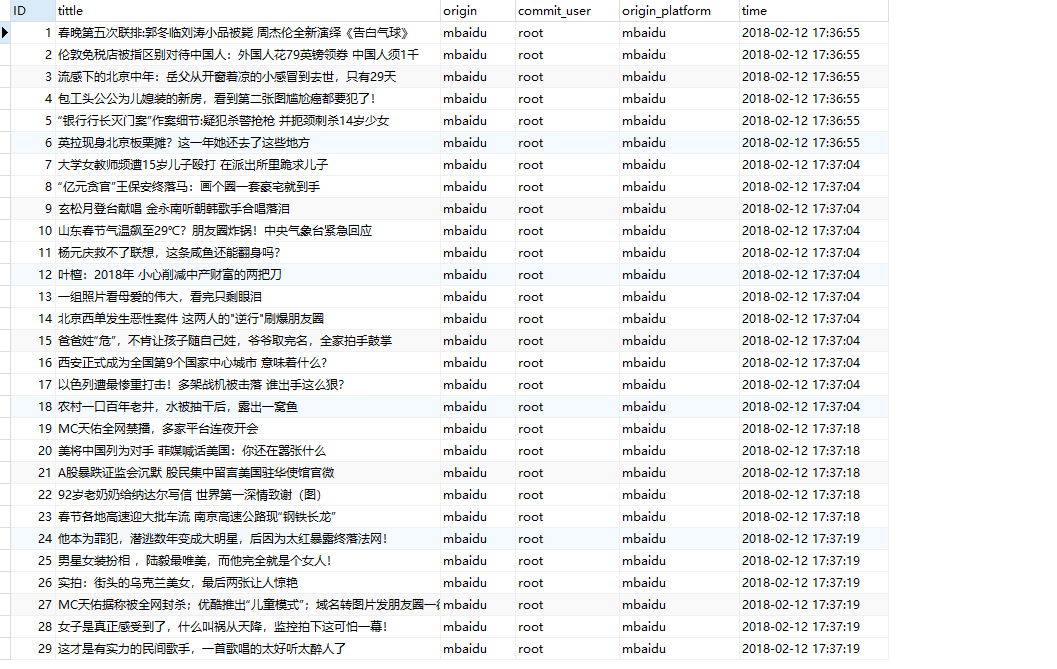 ID tittle origin commit_user origin_platform time
1 春晚第五次联排:郭冬临刘涛小品被毙 周杰伦全新演绎《告白气球》 mbaidu root mbaidu 2018-02-12 17:36:55
2 伦敦免税店被指区别对待中国人：外国人花79英镑领券 中国人须1千 mbaidu root mbaidu 2018-02-12 17:36:55
3 流感下的北京中年：岳父从开窗着凉的小感冒到去世，只有29天 mbaidu root mbaidu 2018-02-12 17:36:55
4 包工头公公为儿媳装的新房，看到第二张图尴尬癌都要犯了！ mbaidu root mbaidu 2018-02-12 17:36:55
5 “银行行长灭门案”作案细节:疑犯杀警抢枪 并扼颈刺杀14岁少女 mbaidu root mbaidu 2018-02-12 17:36:55
6 英拉现身北京板栗摊？这一年她还去了这些地方 mbaidu root mbaidu 2018-02-12 17:36:55
7 大学女教师频遭15岁儿子殴打 在派出所里跪求儿子 mbaidu root mbaidu 2018-02-12 17:37:04
8 “亿元贪官”王保安终落马：画个圈一套豪宅就到手 mbaidu root mbaidu 2018-02-12 17:37:04
9 玄松月登台献唱 金永南听朝韩歌手合唱落泪 mbaidu root mbaidu 2018-02-12 17:37:04
10 山东春节气温飙至29℃？朋友圈炸锅！中央气象台紧急回应 mbaidu root mbaidu 2018-02-12 17:37:04
11 杨元庆救不了联想，这条咸鱼还能翻身吗? mbaidu root mbaidu 2018-02-12 17:37:04
12 叶檀：2018年 小心削减中产财富的两把刀 mbaidu root mbaidu 2018-02-12 17:37:04
13 一组照片看母爱的伟大，看完只剩眼泪 mbaidu root mbaidu 2018-02-12 17:37:04
14 北京西单发生恶性案件 这两人的"逆行"刷爆朋友圈 mbaidu root mbaidu 2018-02-12 17:37:04
15 爸爸姓“危”，不肯让孩子随自己姓，爷爷取完名，全家拍手鼓掌 mbaidu root mbaidu 2018-02-12 17:37:04
16 西安正式成为全国第9个国家中心城市 意味着什么? mbaidu root mbaidu 2018-02-12 17:37:04
17 以色列遭最惨重打击！多架战机被击落 谁出手这么狠? mbaidu root mbaidu 2018-02-12 17:37:04
18 农村一口百年老井，水被抽干后，露出一窝鱼 mbaidu root mbaidu 2018-02-12 17:37:04
19 MC天佑全网禁播，多家平台连夜开会 mbaidu root mbaidu 2018-02-12 17:37:18
20 美将中国列为对手 菲媒喊话美国：你还在嚣张什么 mbaidu root mbaidu 2018-02-12 17:37:18
21 A股暴跌证监会沉默 股民集中留言美国驻华使馆官微 mbaidu root mbaidu 2018-02-12 17:37:18
22 92岁老奶奶给纳达尔写信 世界第一深情致谢（图） mbaidu root mbaidu 2018-02-12 17:37:18
23 春节各地高速迎大批车流 南京高速公路现“钢铁长龙” mbaidu root mbaidu 2018-02-12 17:37:18
24 他本为罪犯，潜逃数年变成大明星，后因为太红暴露终落法网！ mbaidu root mbaidu 2018-02-12 17:37:19
25 男星女装扮相 ，陆毅最唯美，而他完全就是个女人！ mbaidu root mbaidu 2018-02-12 17:37:19
26 实拍：街头的乌克兰美女，最后两张让人惊艳 mbaidu root mbaidu 2018-02-12 17:37:19
27 MC天佑据称被全网封杀；优酷推出“儿童模式”；域名转图片发朋友圈一行 mbaidu root mbaidu 2018-02-12 17:37:19
28 女子是真正感受到了，什么叫祸从天降，监控拍下这可怕一幕！ mbaidu root mbaidu 2018-02-12 17:37:19
29 这才是有实力的民间歌手，一首歌唱的太好听太醉人了 mbaidu root mbaidu 2018-02-12 17:37:19